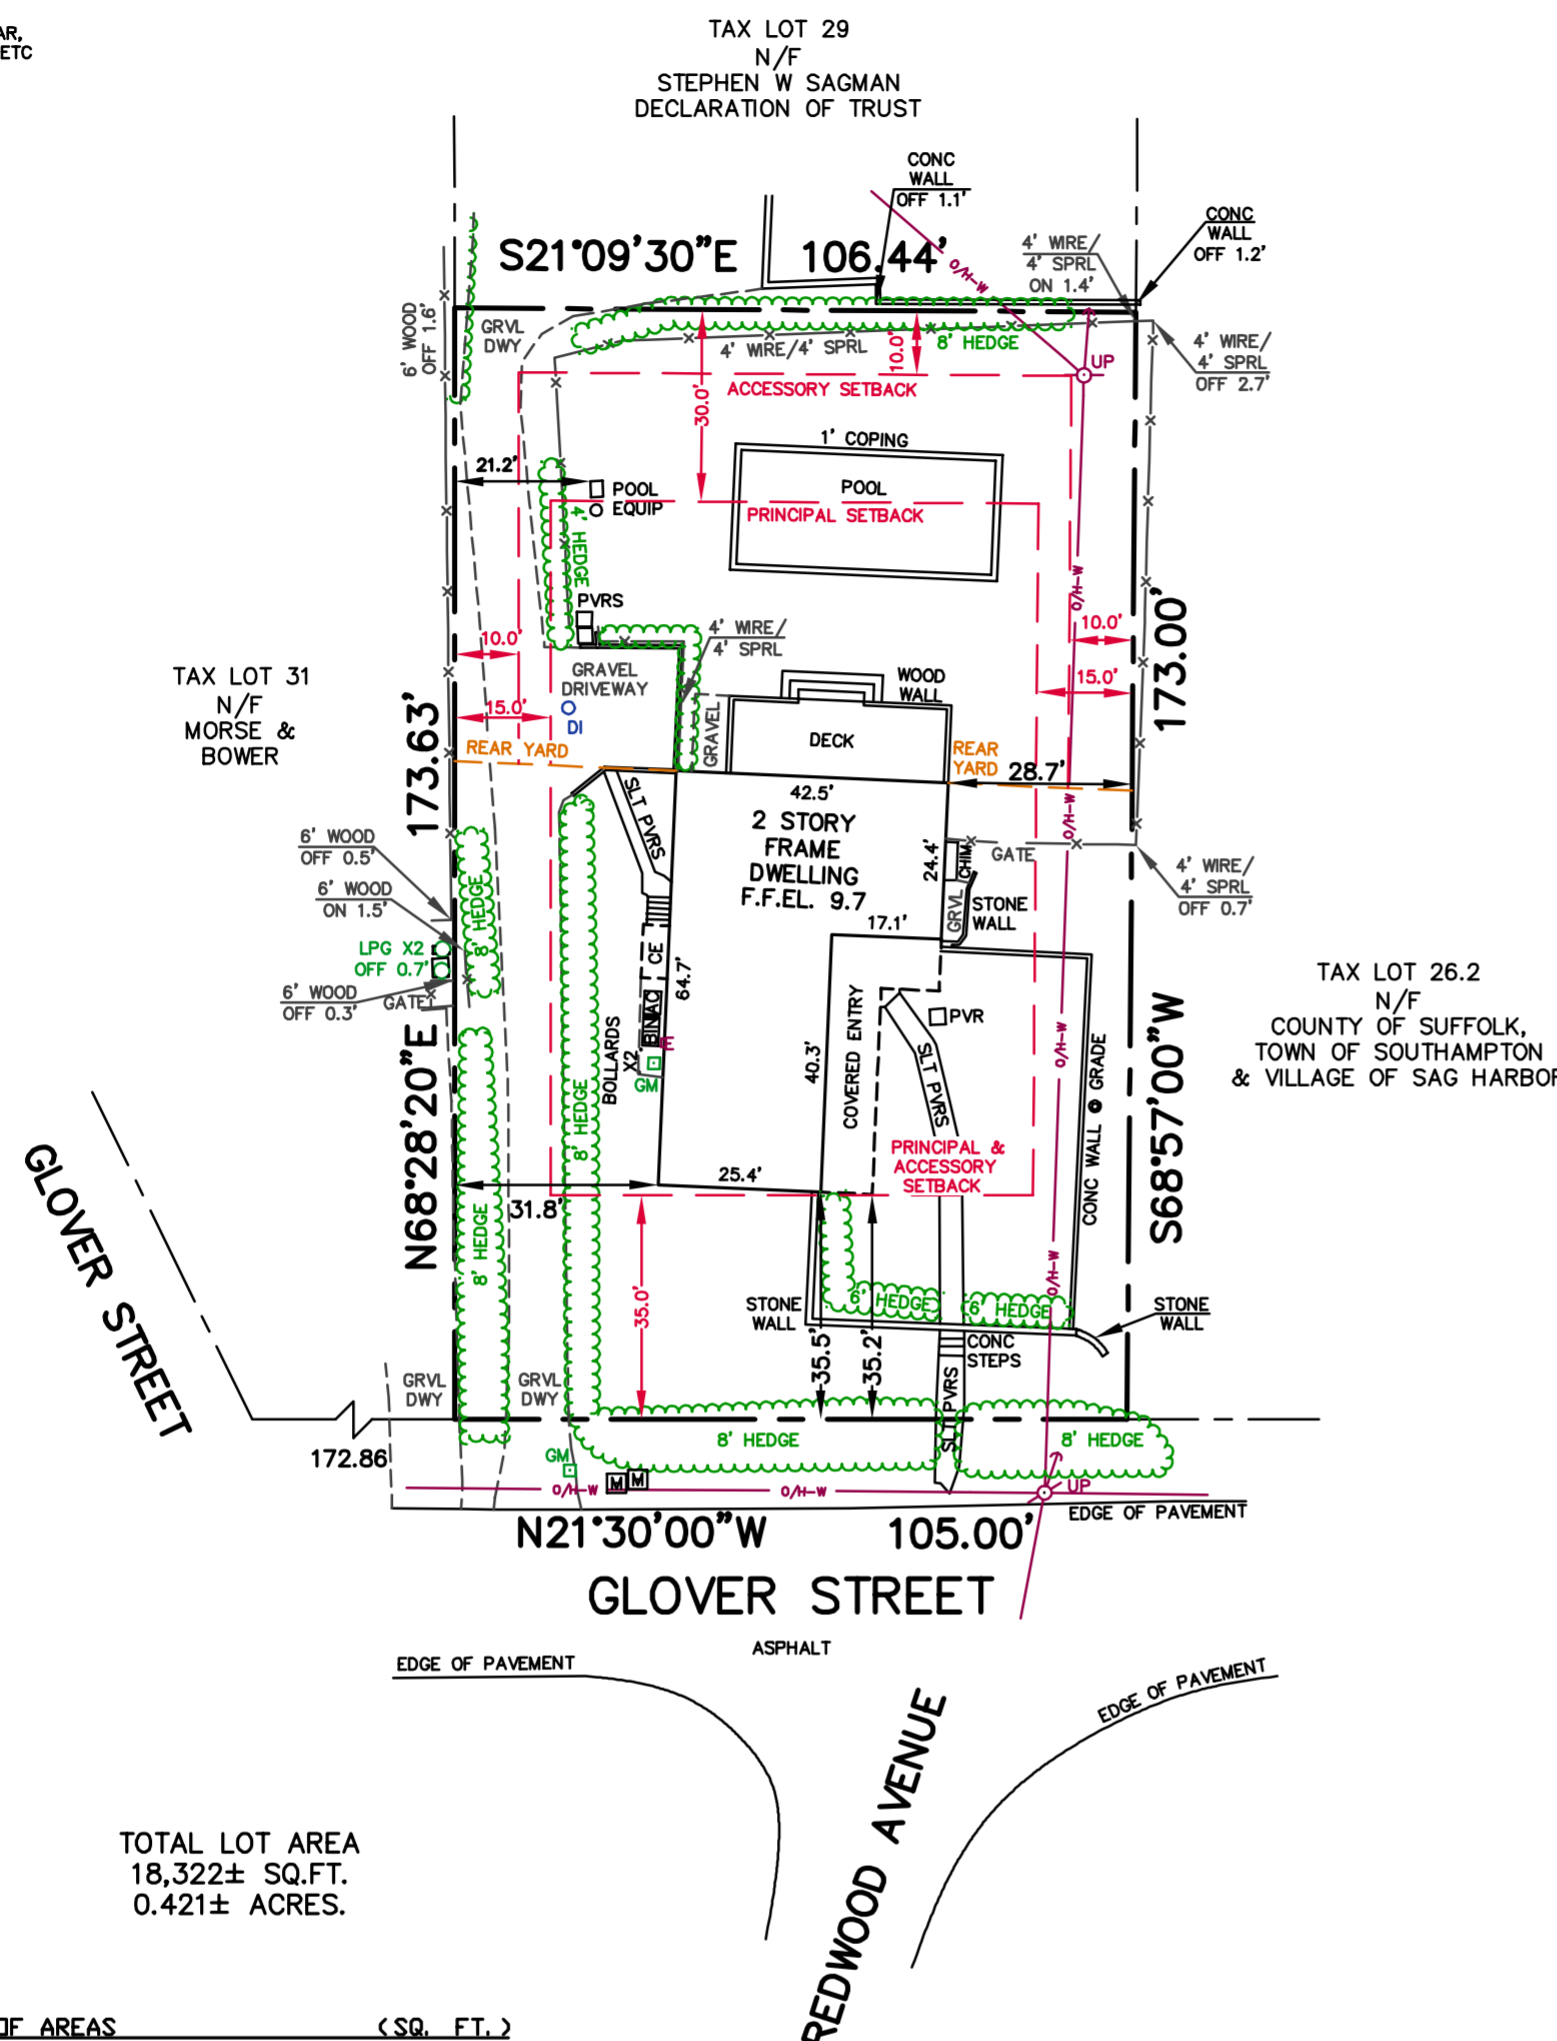 AR,
ETC
TAX LOT 29
N/F
STEPHEN W SAGMAN
DECLARATION OF TRUST
CONC
WALL
OFF 1.1'
CONC
WALL
OFF 1.2'
S21°09'30"E 106.44'
O/H-W
4' WIRE/
4' SPRL
ON 1.4'
6' WOOD
OFF 1.6'
GRVL
DWY
4' WIRE/4' SPRL
8' HEDGE
10.0'
4' WIRE/
4' SPRL
OFF 2.7'
UP
ACCESSORY SETBACK
30.0'
1' COPING
21.2'
POOL
EQUIP
POOL
PRINCIPAL SETBACK
4' HEDGE
O/H-W
PVRS
10.0'
4' WIRE/
4' SPRL
10.0'
173.00'
GRAVEL
DRIVEWAY
WOOD
WALL
15.0'
TAX LOT 31
N/F
MORSE &
BOWER
15.0'
DI
GRAVEL
DECK
173.63'
REAR YARD
REAR
YARD
28.7'
42.5'
SLT PVRS
2 STORY
FRAME
DWELLING
F.F.EL. 9.7
O/H-W
24.4'
CHIM
GATE
6' WOOD
OFF 0.5'
6' WOOD
ON 1.5'
8' HEDGE
4' WIRE/
4' SPRL
OFF 0.7'
GRVL
STONE
WALL
17.1'
LPG X2
OFF 0.7'
CE
64.7'
6' WOOD
OFF 0.3'
GATE
TAX LOT 26.2
N/F
COUNTY OF SUFFOLK,
TOWN OF SOUTHAMPTON
& VILLAGE OF SAG HARBOR
BIN
AC
E
BOLLARDS
X2
GM
COVERED ENTRY
PVR
40.3'
SLT PVRS
O/H-W
CONC WALL @ GRADE
N68°28'20"E
S68°57'00"W
8' HEDGE
PRINCIPAL &
ACCESSORY
SETBACK
25.4'
31.8'
8' HEDGE
GLOVER STREET
35.0'
O/H-W
6' HEDGE
6' HEDGE
STONE
WALL
STONE
WALL
35.5'
35.2'
CONC
STEPS
GRVL
DWY
GRVL
DWY
SLT PVRS
8' HEDGE
8' HEDGE
172.86
GM
M M
O/H-W
O/H-W
UP
EDGE OF PAVEMENT
N21°30'00"W 105.00'
GLOVER STREET
ASPHALT
EDGE OF PAVEMENT
EDGE OF PAVEMENT
REDWOOD AVENUE
TOTAL LOT AREA
18,322± SQ.FT.
0.421± ACRES.
OF AREAS (SQ. FT.)